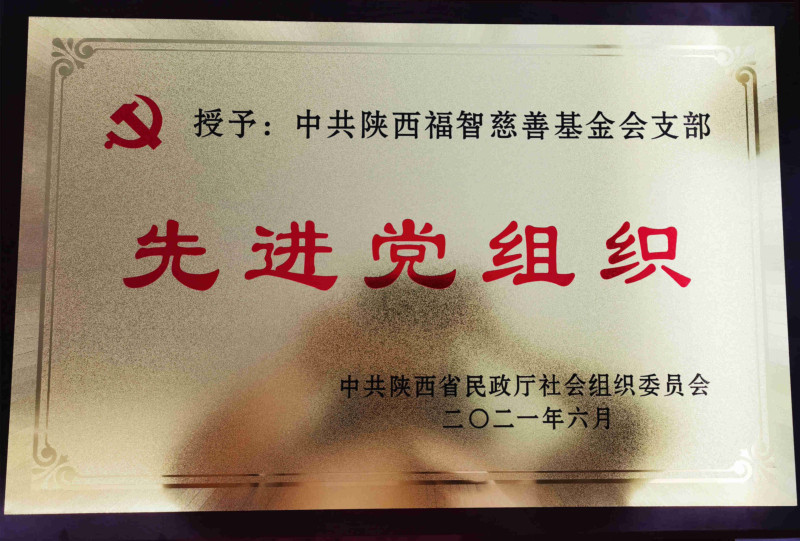 授予：中共陕西福智慈善基金会支部
先进党组织
中共陕西省民政厅社会组织委员会
二〇二一年六月